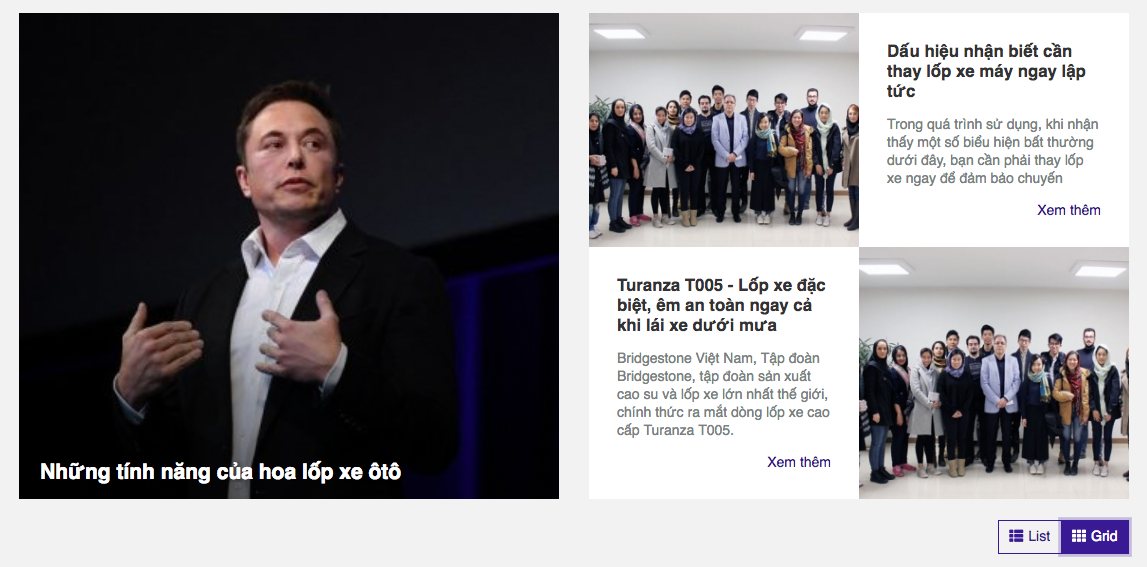 Những tính năng của hoa lốp xe ôtô
Dấu hiệu nhận biết cần
thay lốp xe máy ngay lập
tức
Trong quá trình sử dụng, khi nhận
thấy một số biểu hiện bất thường
dưới đây, bạn cần phải thay lốp
xe ngay để đảm bảo chuyến
Xem thêm
Turanza T005 - Lốp xe đặc
biệt, êm an toàn ngay cả
khi lái xe dưới mưa
Bridgestone Việt Nam, Tập đoàn
Bridgestone, tập đoàn sản xuất
cao su và lốp xe lớn nhất thế giới,
chính thức ra mắt dòng lốp xe cao
cấp Turanza T005.
Xem thêm
List
Grid